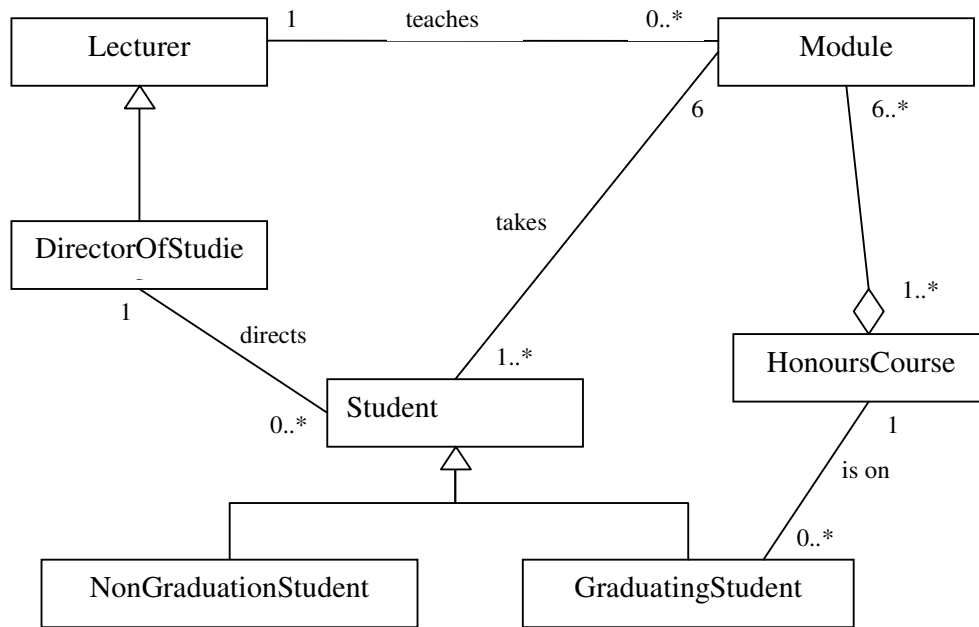 1 teaches 0..*
Lecturer Module
6 6..*
takes
DirectorOfStudie
1 1..*
directs
1..* HonoursCourse
Student
0..* 1
is on
0..*
NonGraduationStudent GraduatingStudent